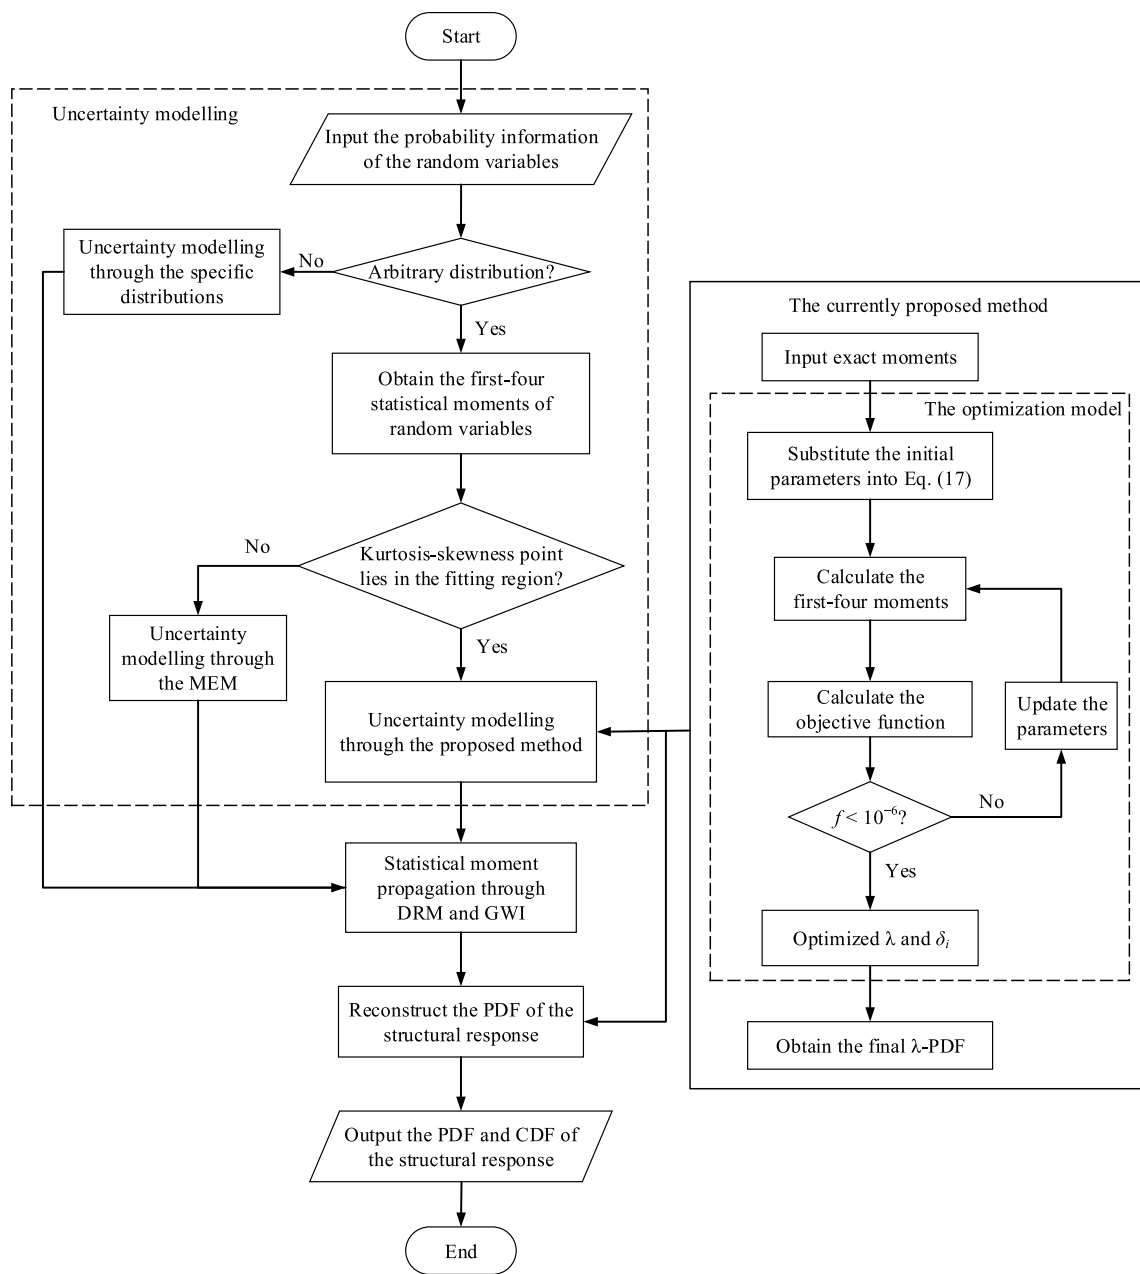 Start
Uncertainty modelling
Input the probability information
of the random variables
Arbitrary distribution?
No
Uncertainty modelling
through the specific
distributions
Yes
Obtain the first-four
statistical moments of
random variables
Kurtosis-skewness point
lies in the fitting region?
No
Uncertainty
modelling through
the MEM
Yes
Uncertainty modelling
through the proposed method
Statistical moment
propagation through
DRM and GWI
Reconstruct the PDF of the
structural response
Output the PDF and CDF of
the structural response
End
The currently proposed method
Input exact moments
The optimization model
Substitute the initial
parameters into Eq. (17)
Calculate the
first-four moments
Calculate the
objective function
Update the
parameters
f < 10⁻⁶?
No
Yes
Optimized λ and δᵢ
Obtain the final λ-PDF